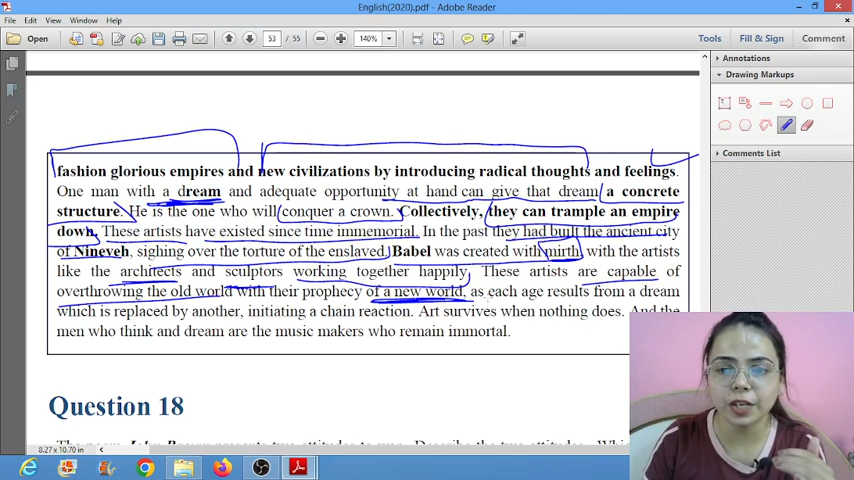 English(2020).pdf - Adobe Reader
File Edit View Window Help
Open 53 / 55 140% Tools Fill & Sign Comment
Annotations
Drawing Markups
Comments List
fashion glorious empires and new civilizations by introducing radical thoughts and feelings.
One man with a dream and adequate opportunity at hand can give that dream a concrete
structure. He is the one who will conquer a crown. Collectively, they can trample an empire
down. These artists have existed since time immemorial. In the past they had built the ancient city
of Nineveh, sighing over the torture of the enslaved. Babel was created with mirth, with the artists
like the architects and sculptors working together happily. These artists are capable of
overthrowing the old world with their prophecy of a new world, as each age results from a dream
which is replaced by another, initiating a chain reaction. Art survives when nothing does. And the
men who think and dream are the music makers who remain immortal.
Question 18
8.27 x 10.70 in